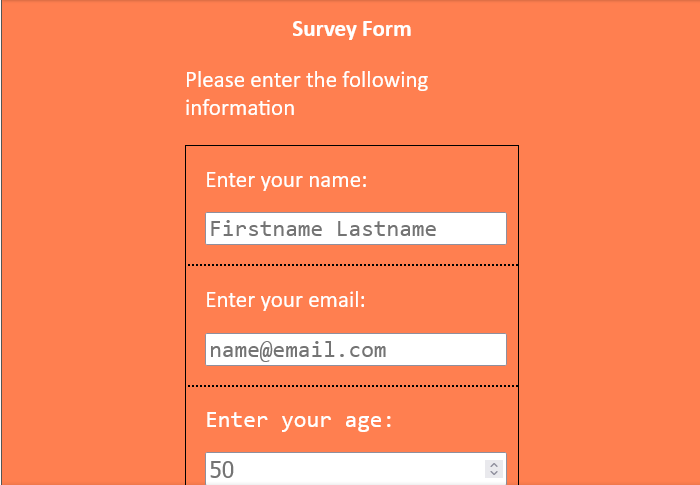 Survey Form
Please enter the following
information
Enter your name:
Firstname Lastname
Enter your email:
name@email.com
Enter your age:
50